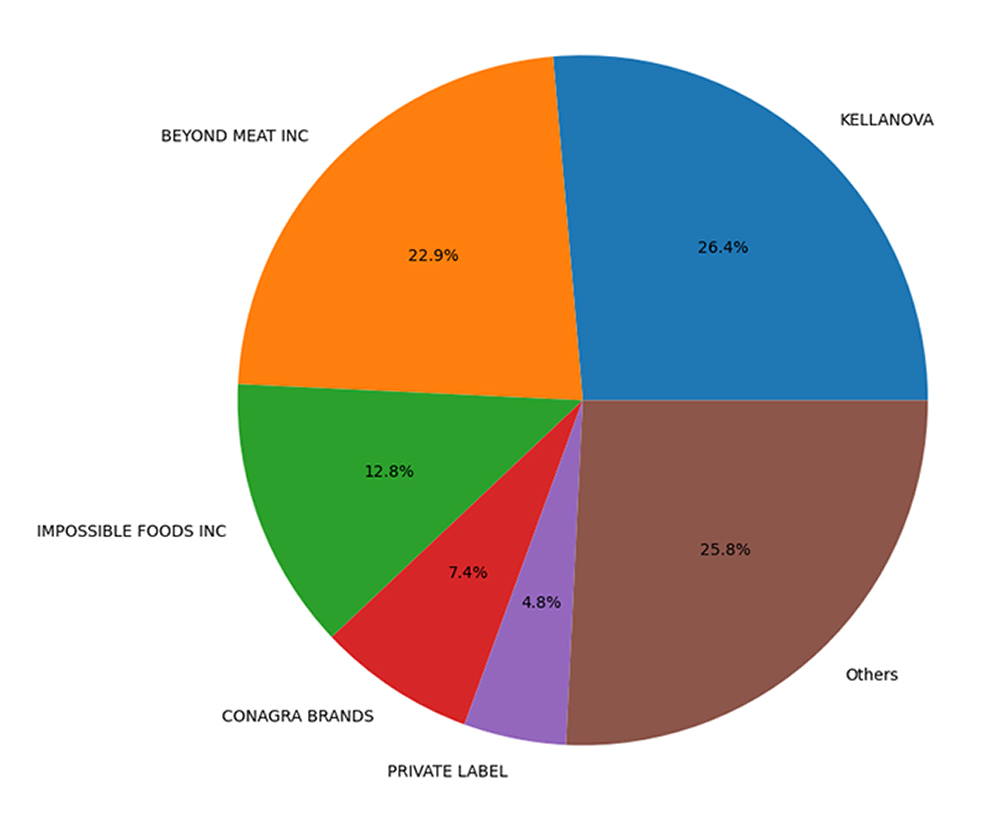 KELLANOVA
BEYOND MEAT INC
26.4%
22.9%
12.8%
IMPOSSIBLE FOODS INC
25.8%
7.4%
4.8%
Others
CONAGRA BRANDS
PRIVATE LABEL